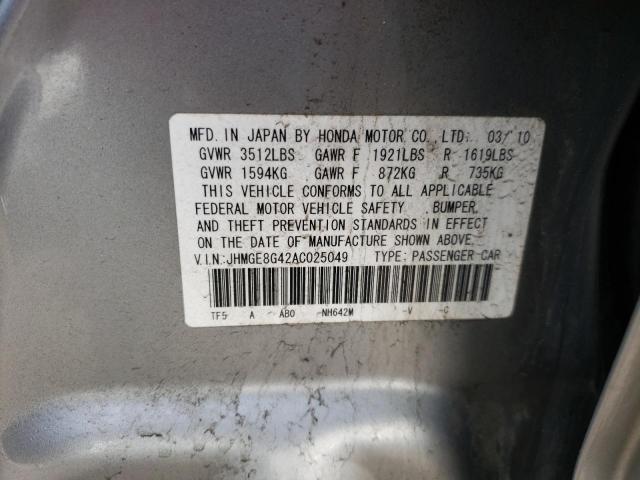 MFD. IN JAPAN BY HONDA MOTOR CO., LTD. 03/10
GVWR 3512LBS GAWR F 1921LBS R 1619LBS
GVWR 1594KG GAWR F 872KG R 735KG
THIS VEHICLE CONFORMS TO ALL APPLICABLE
FEDERAL MOTOR VEHICLE SAFETY, BUMPER,
AND THEFT PREVENTION STANDARDS IN EFFECT
ON THE DATE OF MANUFACTURE SHOWN ABOVE.
V.I.N.:JHMGE8G42AC025049 TYPE: PASSENGER CAR
TF5 A AB0 NH642M -V -C